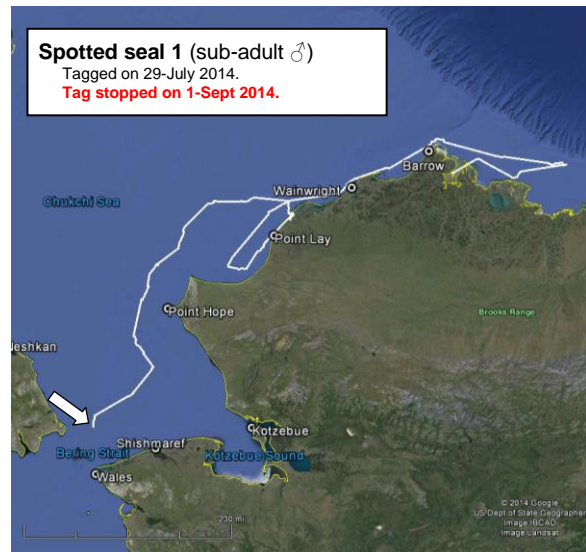 Spotted seal 1 (sub-adult ♂)
Tagged on 29-July 2014.
Tag stopped on 1-Sept 2014.
Barrow
Wainwright
Chukchi Sea
Point Lay
Point Hope
Brooks Range
Neshkan
Kotzebue
Shishmaref
Bering Strait
Kotzebue Sound
Wales
© 2014 Google
US Dept of State Geographer
Image IBCAO
Image Landsat
230 mi